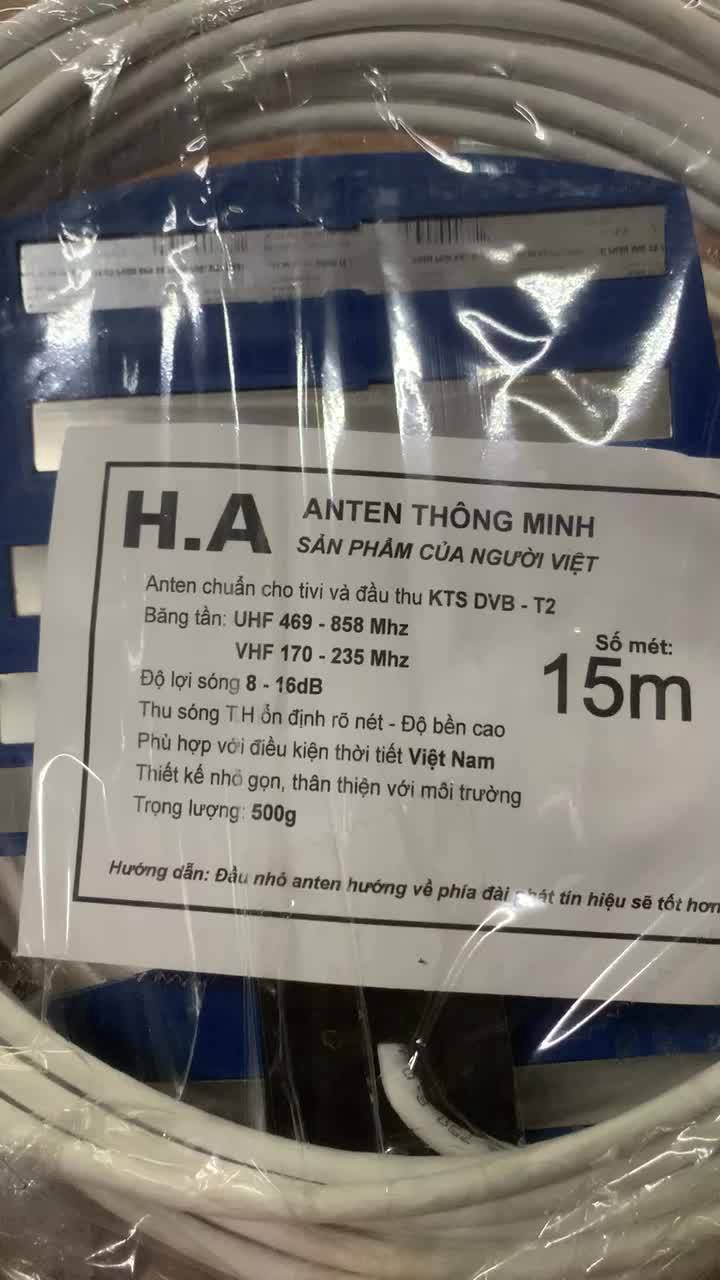 H.A
ANTEN THÔNG MINH
SẢN PHẨM CỦA NGƯỜI VIỆT
Anten chuẩn cho tivi và đầu thu KTS DVB - T2
Băng tần: UHF 469 - 858 Mhz
VHF 170 - 235 Mhz
Số mét:
15m
Độ lợi sóng 8 - 16dB
Thu sóng TH ổn định rõ nét - Độ bền cao
Phù hợp với điều kiện thời tiết Việt Nam
Thiết kế nhỏ gọn, thân thiện với môi trường
Trọng lượng: 500g
Hướng dẫn: Đầu nhỏ anten hướng về phía đài phát tín hiệu sẽ tốt hơn